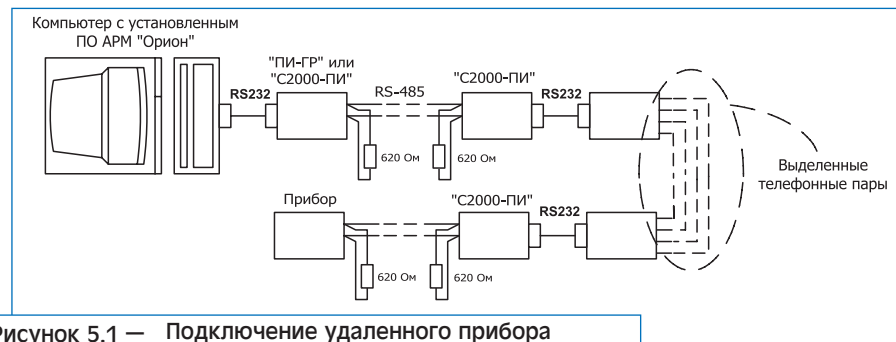 Компьютер с установленным
ПО АРМ "Орион"
"ПИ-ГР" или
"С2000-ПИ"
RS232
RS-485
"С2000-ПИ"
RS232
620 Ом
620 Ом
Выделенные
телефонные пары
Прибор
"С2000-ПИ"
RS232
620 Ом
620 Ом
Рисунок 5.1 — Подключение удаленного прибора